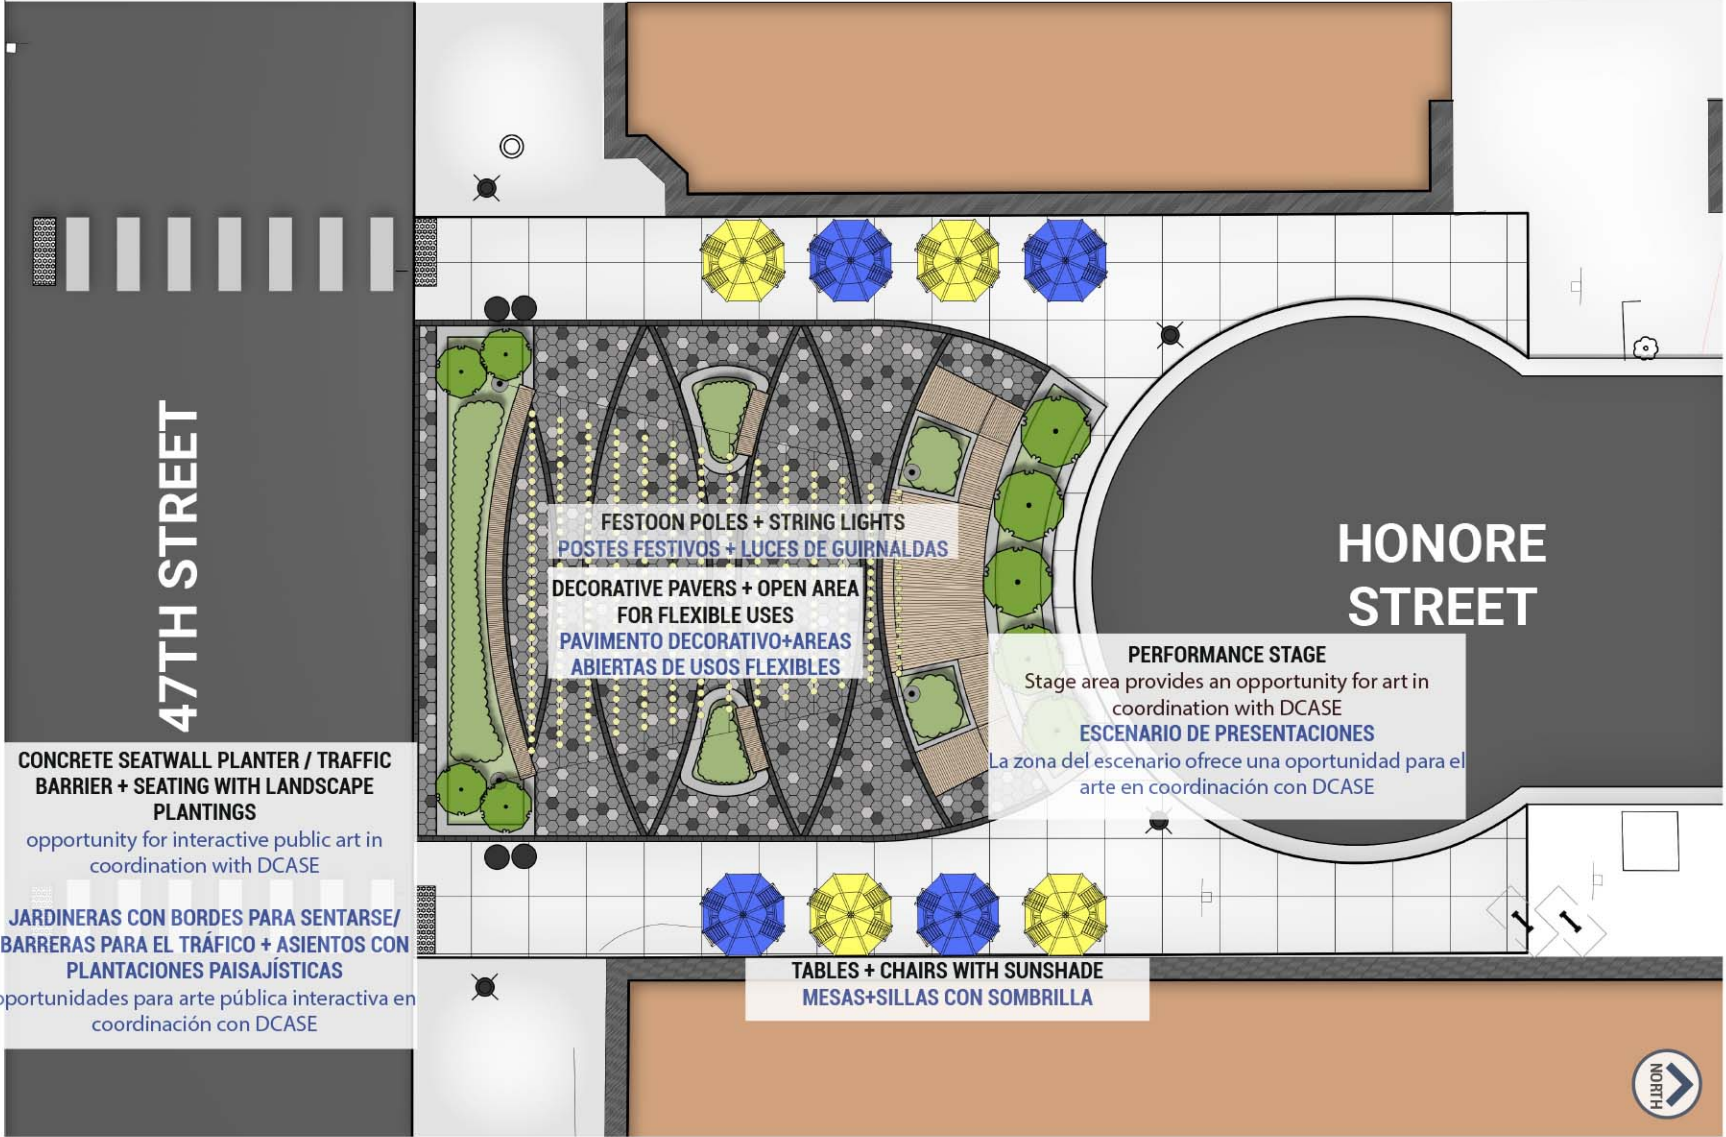 47TH STREET
FESTOON POLES + STRING LIGHTS
POSTES FESTIVOS + LUCES DE GUIRNALDAS
DECORATIVE PAVERS + OPEN AREA
FOR FLEXIBLE USES
PAVIMENTO DECORATIVO+AREAS
ABIERTAS DE USOS FLEXIBLES
HONORE
STREET
PERFORMANCE STAGE
Stage area provides an opportunity for art in
coordination with DCASE
ESCENARIO DE PRESENTACIONES
La zona del escenario ofrece una oportunidad para el
arte en coordinación con DCASE
CONCRETE SEATWALL PLANTER / TRAFFIC
BARRIER + SEATING WITH LANDSCAPE
PLANTINGS
opportunity for interactive public art in
coordination with DCASE
JARDINERAS CON BORDES PARA SENTARSE/
BARRERAS PARA EL TRÁFICO + ASIENTOS CON
PLANTACIONES PAISAJÍSTICAS
oportunidades para arte pública interactiva en
coordinación con DCASE
TABLES + CHAIRS WITH SUNSHADE
MESAS+SILLAS CON SOMBRILLA
NORTH